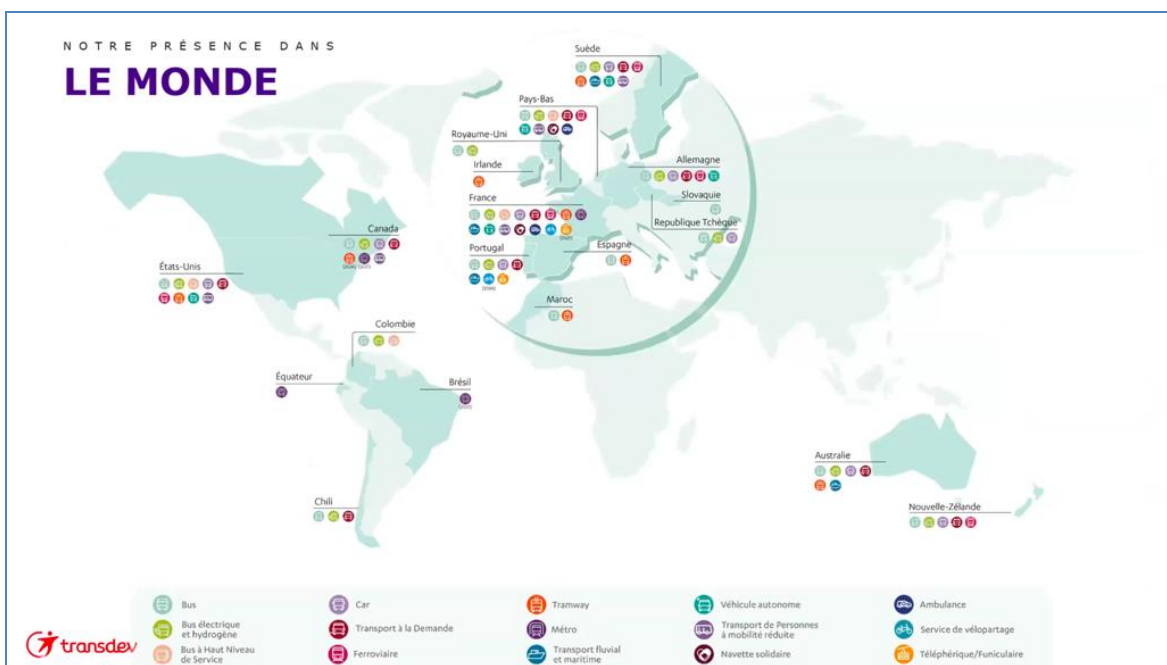 NOTRE PRÉSENCE DANS
LE MONDE
Suède
Pays-Bas
Royaume-Uni
Irlande
Allemagne
Slovaquie
France
Republique Tchèque
Canada
Portugal
Espagne
États-Unis
Maroc
Colombie
Équateur
Brésil
Australie
Chili
Nouvelle-Zélande
Bus
Car
Tramway
Véhicule autonome
Ambulance
Bus électrique
et hydrogène
Transport à la Demande
Métro
Transport de Personnes
à mobilité réduite
Service de vélopartage
Bus à Haut Niveau
de Service
Ferroviaire
Transport fluvial
et maritime
Navette solidaire
Téléphérique/Funiculaire
transdev